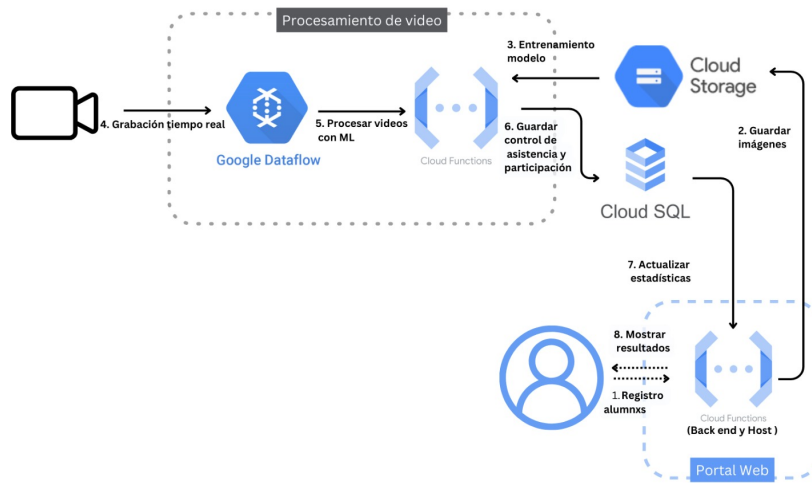 Procesamiento de video
3. Entrenamiento
modelo
Cloud
Storage
4. Grabación tiempo real
Google Dataflow
5. Procesar videos
con ML
Cloud Functions
6. Guardar
control de
asistencia y
participación
2. Guardar
imágenes
Cloud SQL
7. Actualizar
estadísticas
8. Mostrar
resultados
1. Registro
alumnxs
Cloud Functions
(Back end y Host )
Portal Web